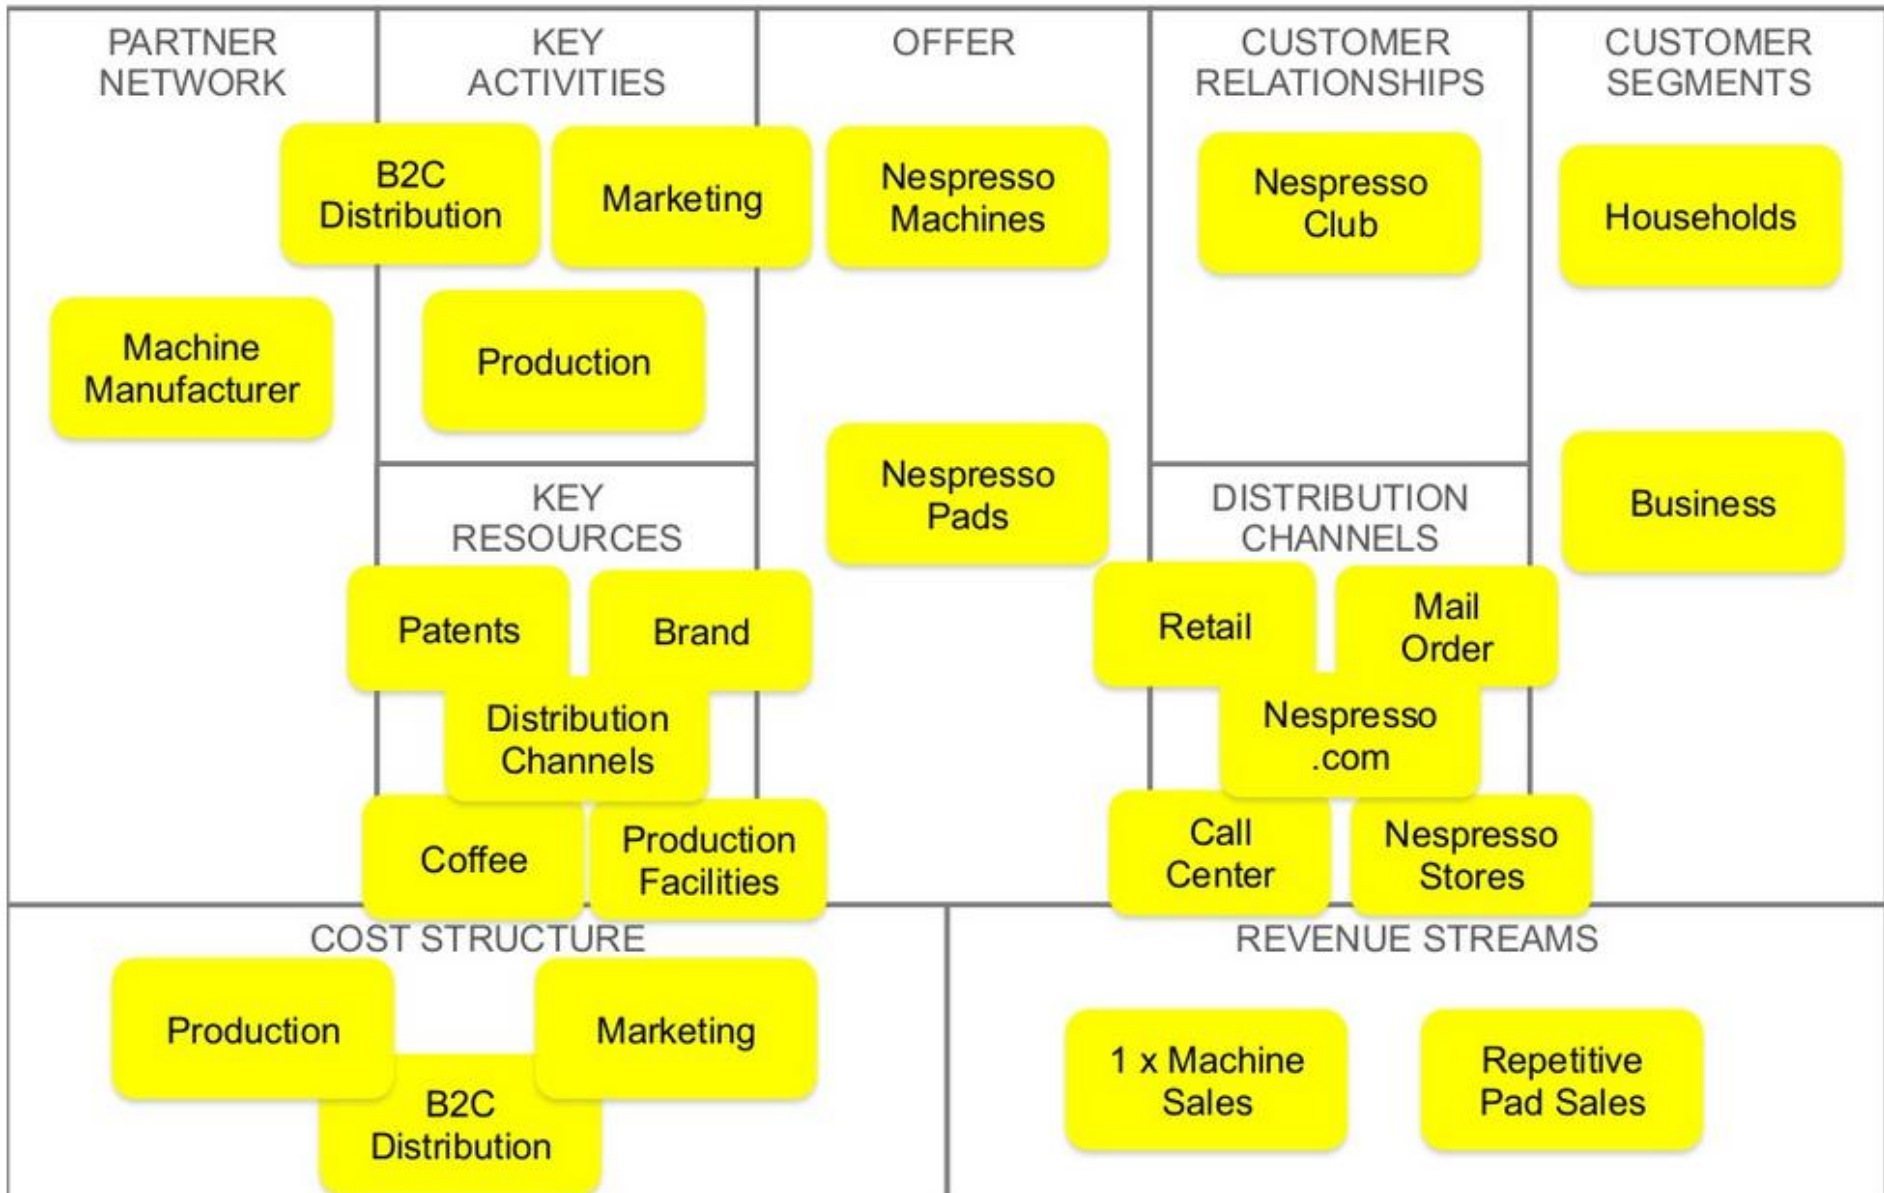 PARTNER
NETWORK
B2C
Distribution
Machine
Manufacturer
KEY
ACTIVITIES
Marketing
Production
KEY
RESOURCES
Patents
Brand
Distribution
Channels
Coffee
Production
Facilities
OFFER
Nespresso
Machines
Nespresso
Pads
CUSTOMER
RELATIONSHIPS
Nespresso
Club
DISTRIBUTION
CHANNELS
Retail
Mail
Order
Nespresso
.com
Call
Center
Nespresso
Stores
CUSTOMER
SEGMENTS
Households
Business
COST STRUCTURE
Production
Marketing
B2C
Distribution
REVENUE STREAMS
1 x Machine
Sales
Repetitive
Pad Sales